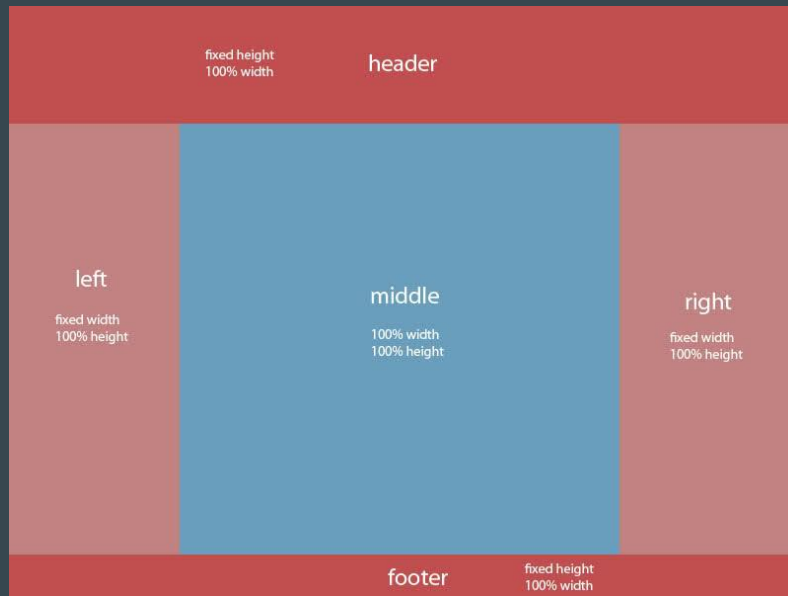 fixed height
100% width
header
left
fixed width
100% height
middle
100% width
100% height
right
fixed width
100% height
footer
fixed height
100% width